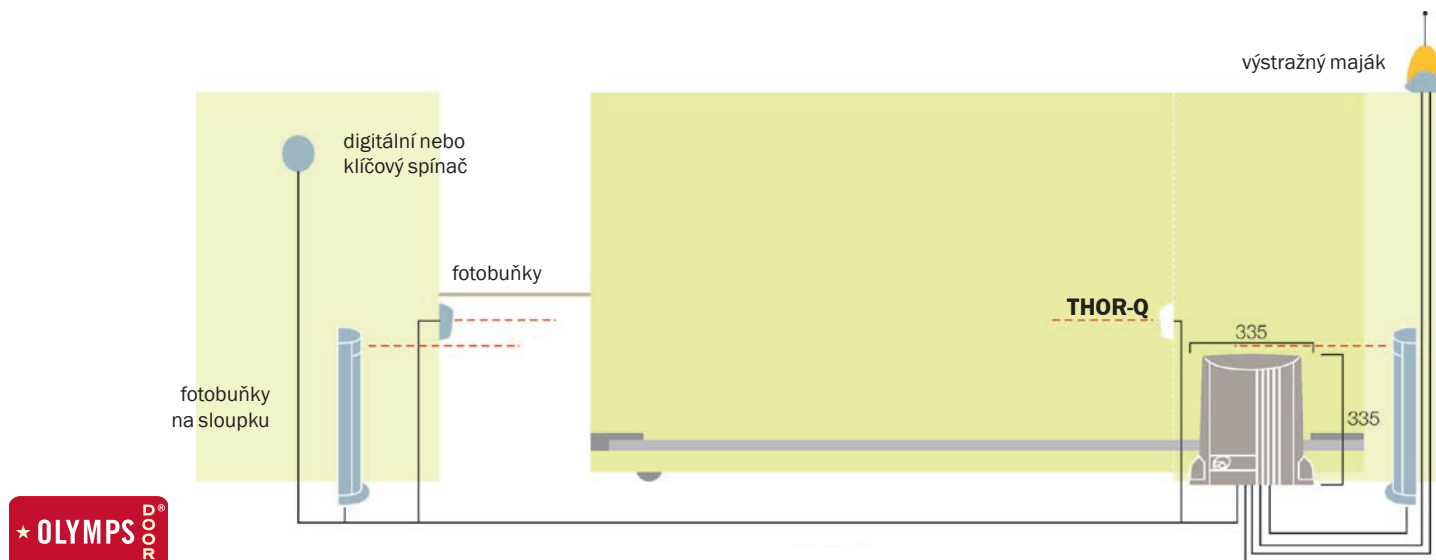 výstražný maják
digitální nebo
klíčový spínač
fotobuňky
THOR-Q
335
335
fotobuňky
na sloupku
OLYMPS DOOR®